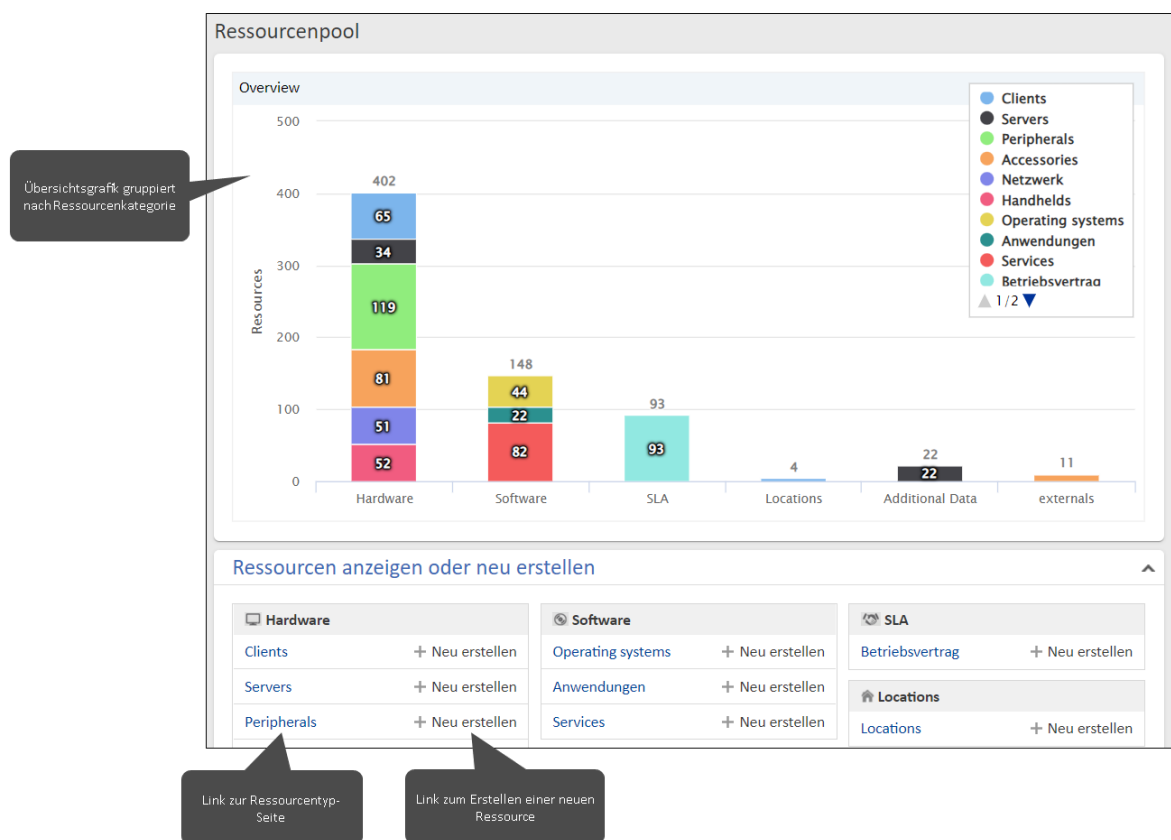 Ressourcenpool
Overview
500
400
300
200
100
0
Resources
402
65
34
119
81
51
52
148
44
22
82
93
93
4
22
22
11
Hardware
Software
SLA
Locations
Additional Data
externals
Clients
Servers
Peripherals
Accessories
Netzwerk
Handhelds
Operating systems
Anwendungen
Services
Betriebsvertrag
1/2
Übersichtsgrafik gruppiert
nach Ressourcenkategorie
Ressourcen anzeigen oder neu erstellen
Hardware
Clients + Neu erstellen
Servers + Neu erstellen
Peripherals + Neu erstellen
Software
Operating systems + Neu erstellen
Anwendungen + Neu erstellen
Services + Neu erstellen
SLA
Betriebsvertrag + Neu erstellen
Locations
Locations + Neu erstellen
Link zur Ressourcentyp-
Seite
Link zum Erstellen einer neuen
Ressource